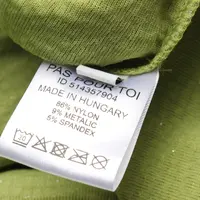 PAS POUR TOI
ID 514357904
MADE IN HUNGARY
86% NYLON
9% METALIC
5% SPANDEX